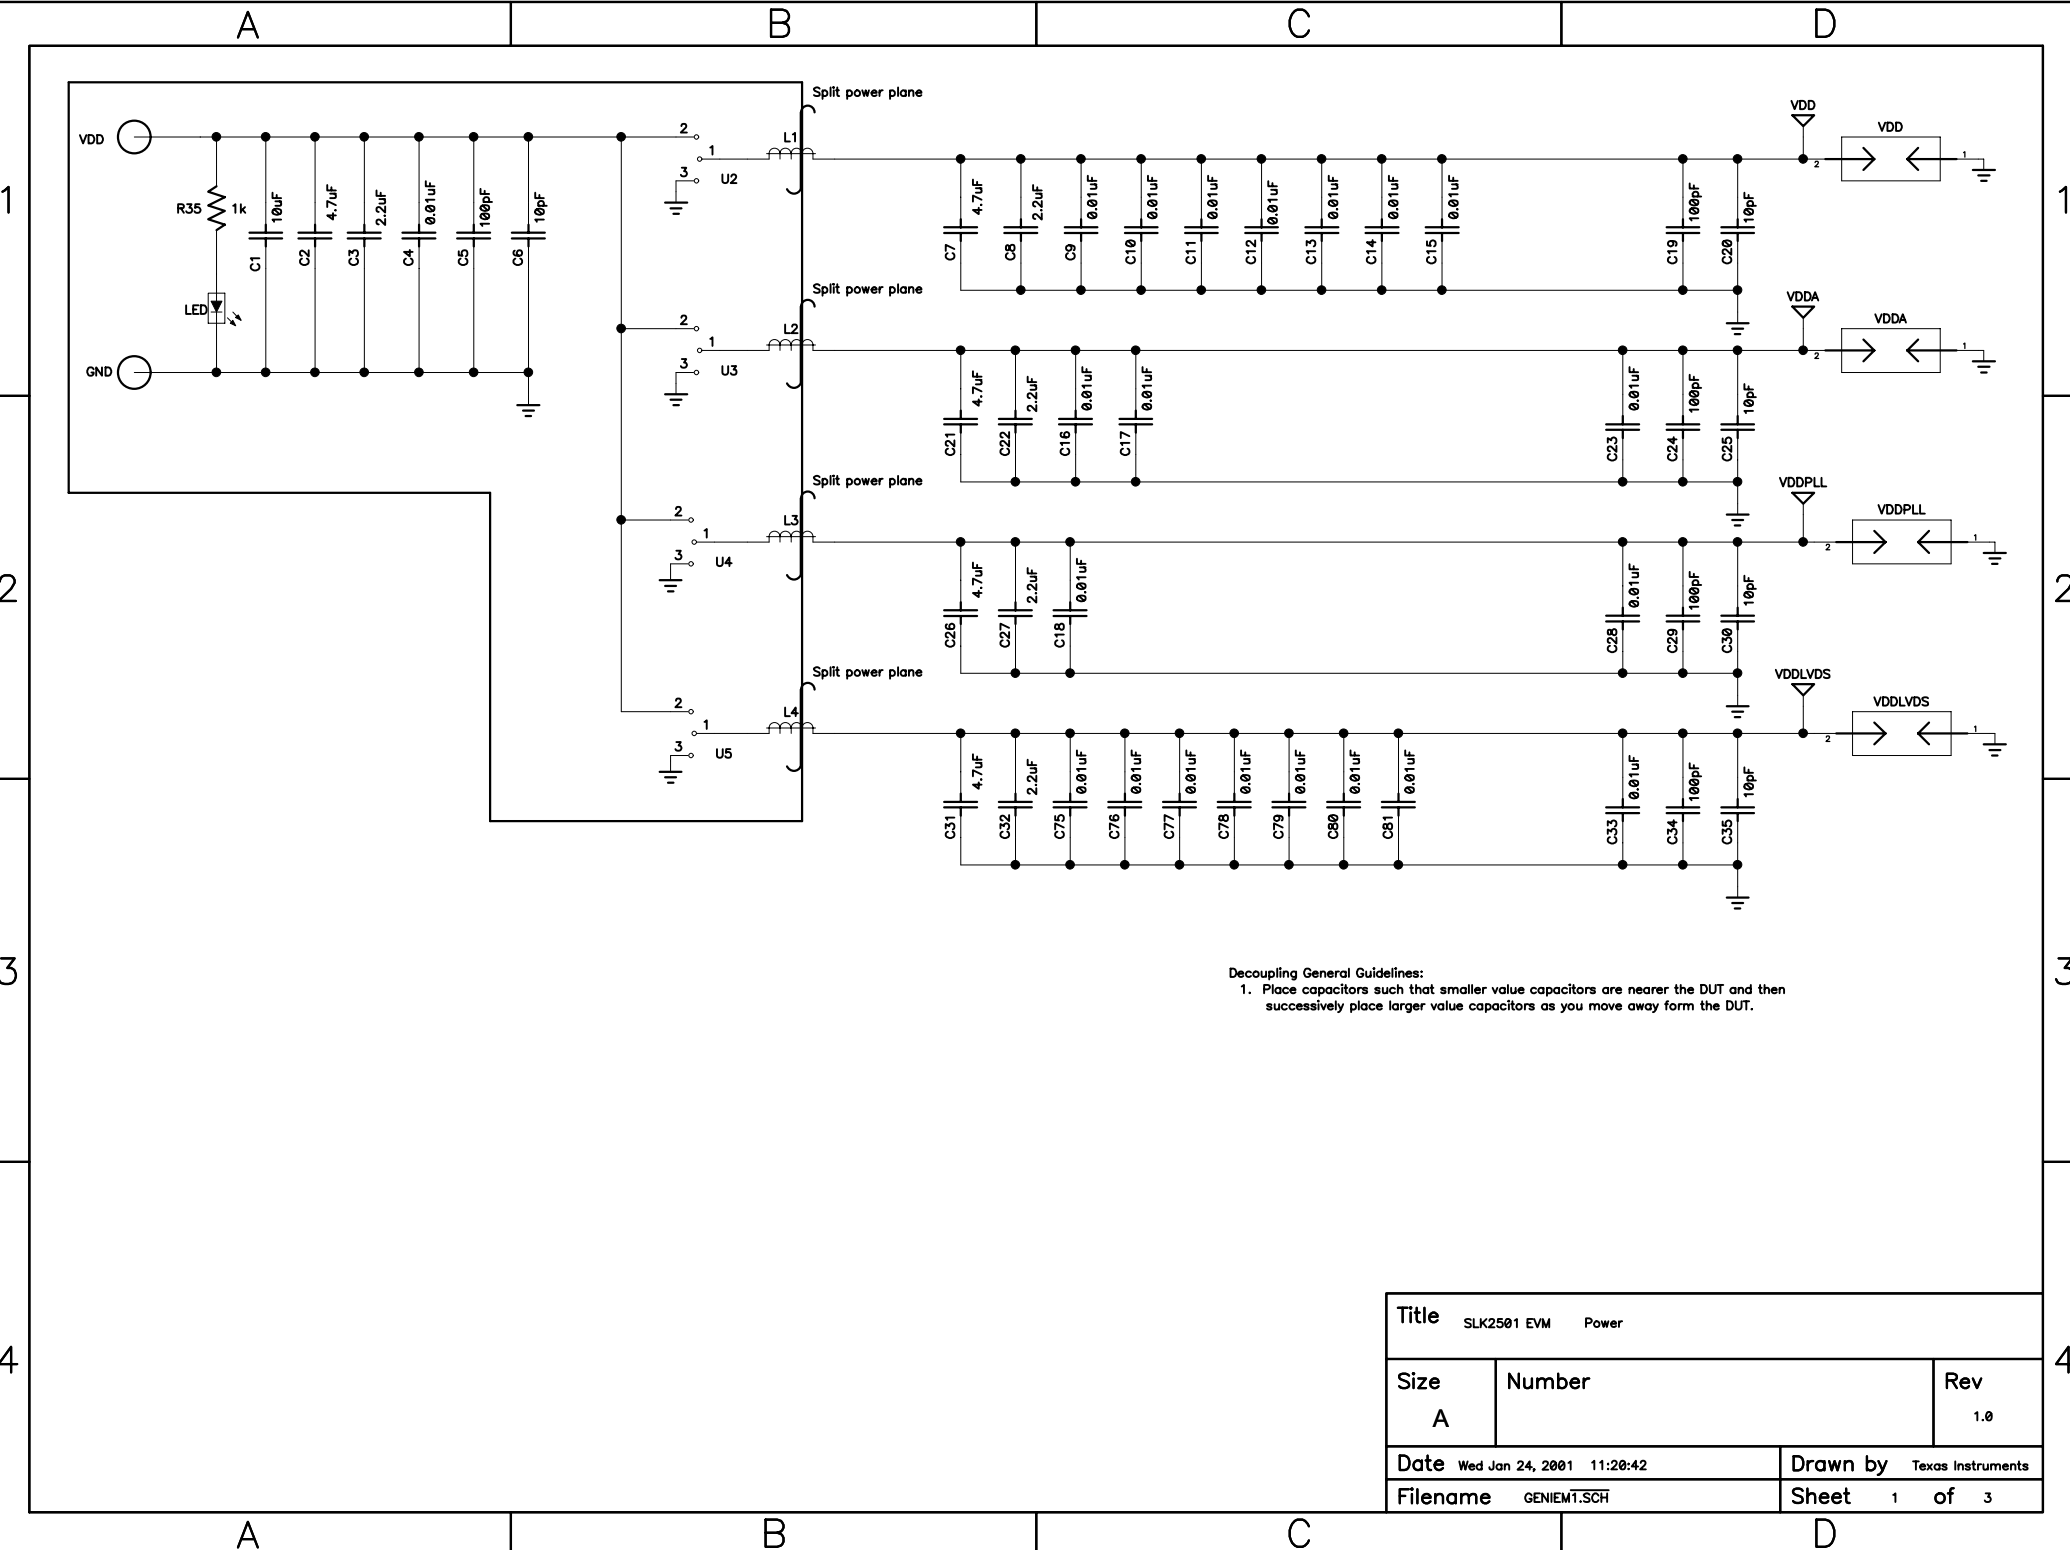 A B C D
1 1
2 2
3 3
4 4
A B C D
VDD
GND
R35 1k
LED
C1 10uF
C2 4.7uF
C3 2.2uF
C4 0.01uF
C5 100pF
C6 10pF
2
1
3 U2
L1
Split power plane
C7 4.7uF
C8 2.2uF
C9 0.01uF
C10 0.01uF
C11 0.01uF
C12 0.01uF
C13 0.01uF
C14 0.01uF
C15 0.01uF
C19 100pF
C20 10pF
VDD
VDD
2 1
2
1
3 U3
L2
Split power plane
C21 4.7uF
C22 2.2uF
C16 0.01uF
C17 0.01uF
C23 0.01uF
C24 100pF
C25 10pF
VDDA
VDDA
2 1
2
1
3 U4
L3
Split power plane
C26 4.7uF
C27 2.2uF
C18 0.01uF
C28 0.01uF
C29 100pF
C30 10pF
VDDPLL
VDDPLL
2 1
2
1
3 U5
L4
Split power plane
C31 4.7uF
C32 2.2uF
C75 0.01uF
C76 0.01uF
C77 0.01uF
C78 0.01uF
C79 0.01uF
C80 0.01uF
C81 0.01uF
C33 0.01uF
C34 100pF
C35 10pF
VDDLVDS
VDDLVDS
2 1
Decoupling General Guidelines:
1. Place capacitors such that smaller value capacitors are nearer the DUT and then
successively place larger value capacitors as you move away form the DUT.
Title SLK2501 EVM Power
Size Number Rev
A 1.0
Date Wed Jan 24, 2001 11:20:42 Drawn by Texas Instruments
Filename GENIEM1.SCH Sheet 1 of 3